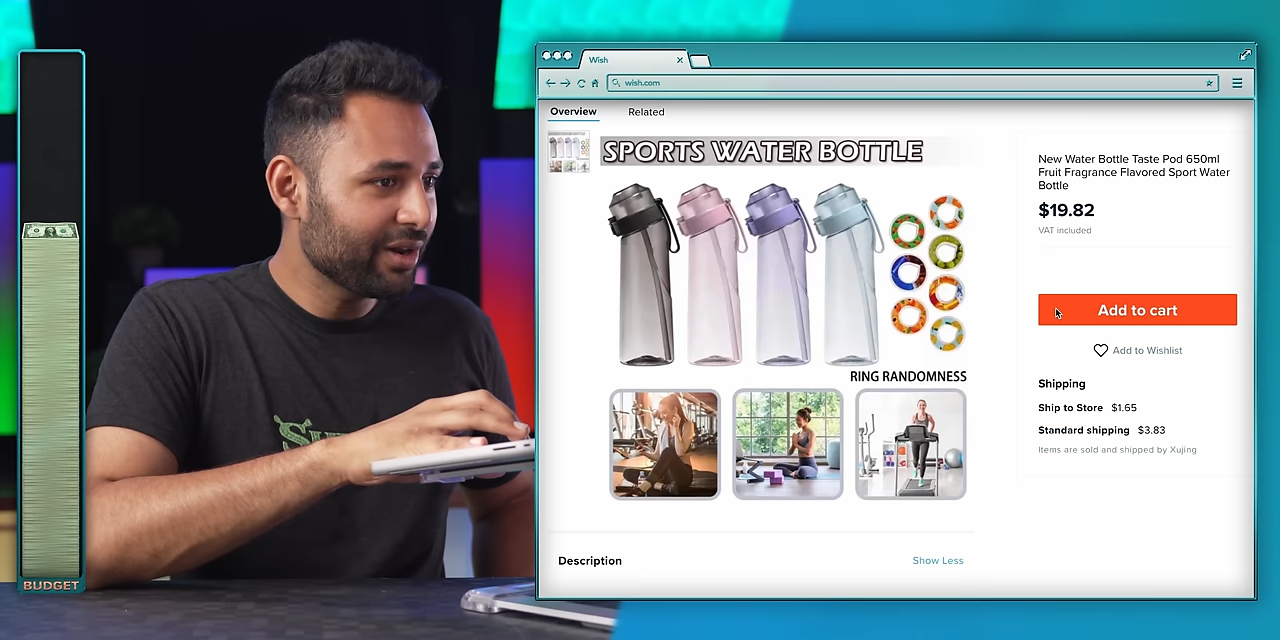 Wish
wish.com
Overview
Related
SPORTS WATER BOTTLE
RING RANDOMNESS
New Water Bottle Taste Pod 650ml
Fruit Fragrance Flavored Sport Water
Bottle
$19.82
VAT included
Add to cart
Add to Wishlist
Shipping
Ship to Store $1.65
Standard shipping $3.83
Items are sold and shipped by Xujing
Description
Show Less
BUDGET